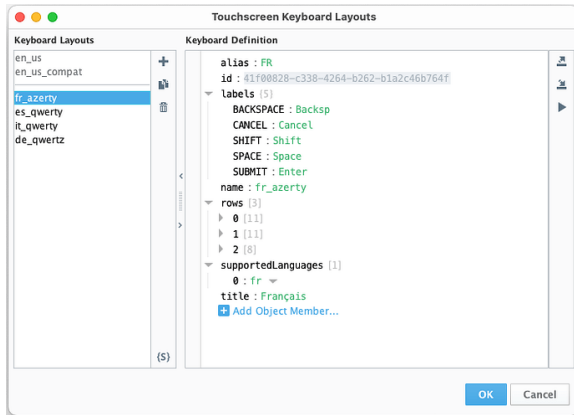 Touchscreen Keyboard Layouts
Keyboard Layouts
en_us
en_us_compat
fr_azerty
es_qwerty
it_qwerty
de_qwertz
{S}
Keyboard Definition
alias : FR
id : 41f00828-c338-4264-b262-b1a2c46b764f
labels {5}
BACKSPACE : Backsp
CANCEL : Cancel
SHIFT : Shift
SPACE : Space
SUBMIT : Enter
name : fr_azerty
rows [3]
0 [11]
1 [11]
2 [8]
supportedLanguages [1]
0 : fr
title : Français
Add Object Member...
OK
Cancel